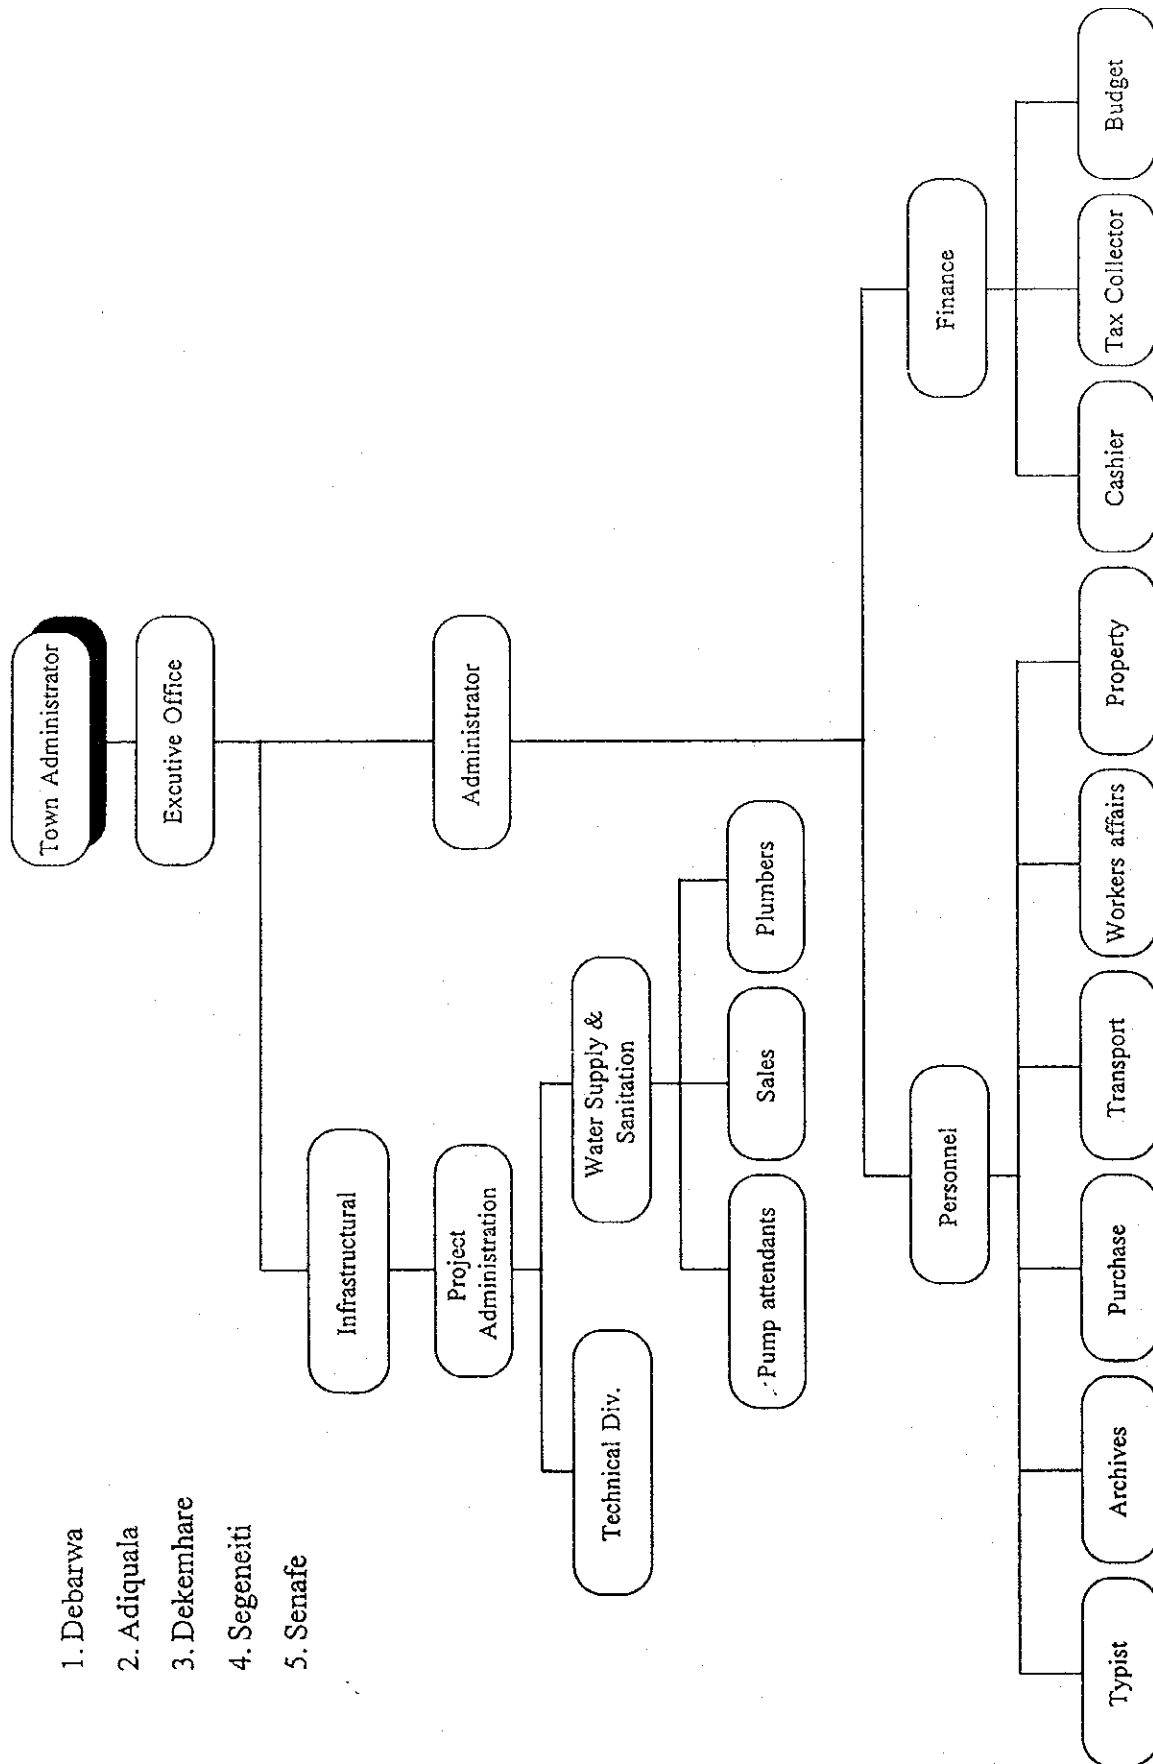 1. Debarwa
2. Adiquala
3. Dekemhare
4. Segeneiti
5. Senafe
Town Administrator
Excutive Office
Infrastructural
Project
Administration
Administrator
Technical Div.
Water Supply &
Sanitation
Pump attendants
Sales
Plumbers
Personnel
Finance
Typist
Archives
Purchase
Transport
Workers affairs
Property
Cashier
Tax Collector
Budget